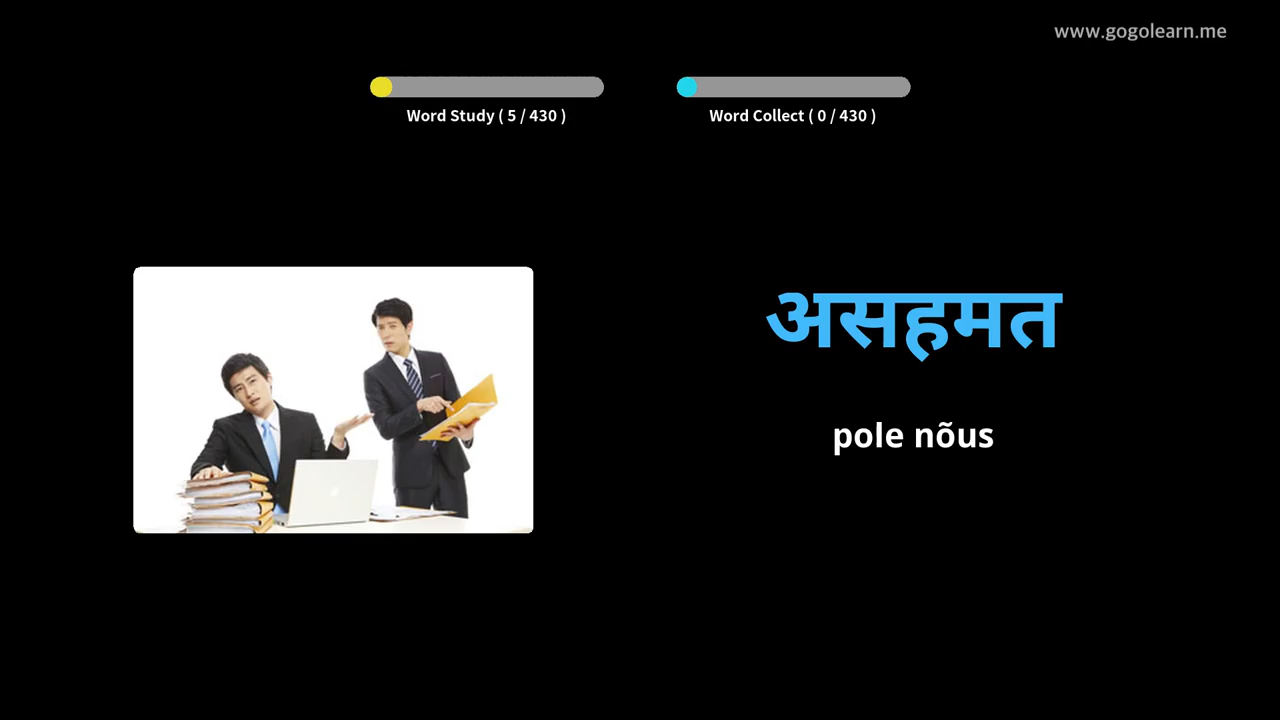 www.gogolearn.me
Word Study ( 5 / 430 )
Word Collect ( 0 / 430 )
असहमत
pole nõus